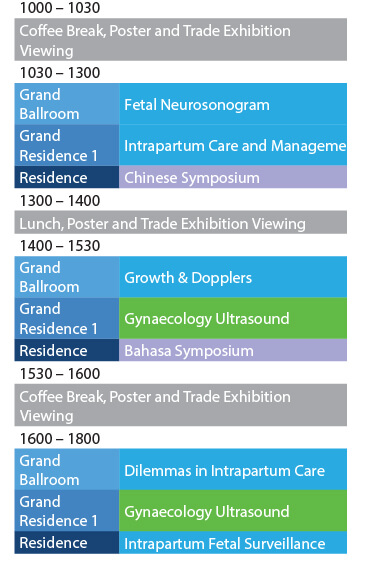 1000 – 1030
Coffee Break, Poster and Trade Exhibition
Viewing
1030 – 1300
Grand
Ballroom
Fetal Neurosonogram
Grand
Residence 1
Intrapartum Care and Manageme
Residence
Chinese Symposium
1300 – 1400
Lunch, Poster and Trade Exhibition Viewing
1400 – 1530
Grand
Ballroom
Growth & Dopplers
Grand
Residence 1
Gynaecology Ultrasound
Residence
Bahasa Symposium
1530 – 1600
Coffee Break, Poster and Trade Exhibition
Viewing
1600 – 1800
Grand
Ballroom
Dilemmas in Intrapartum Care
Grand
Residence 1
Gynaecology Ultrasound
Residence
Intrapartum Fetal Surveillance